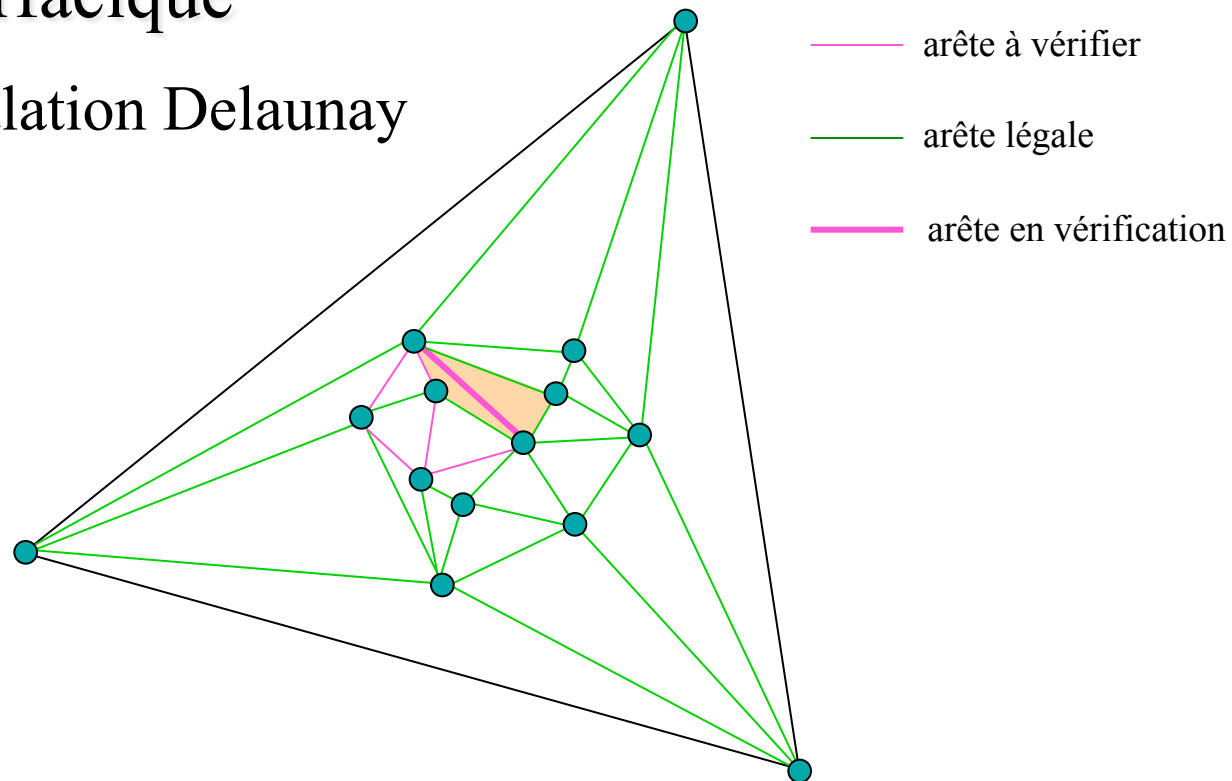 lation Delaunay
arête à vérifier
arête légale
arête en vérification